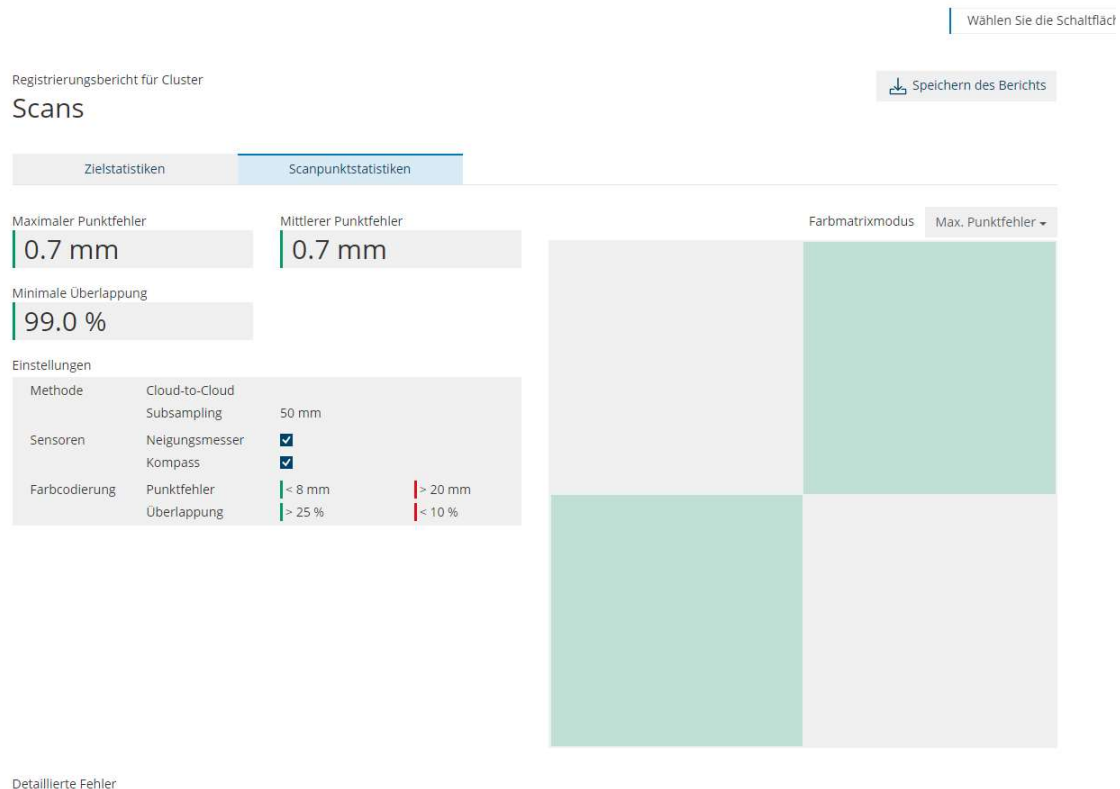 Wählen Sie die
Registrierungsbericht für Cluster
Speichern des Berichts
Scans
Zielstatistiken Scanpunktstatistiken
Maximaler Punktfehler Mittlerer Punktfehler Farbmatrixmodus Max. Punktfehler
0.7 mm 0.7 mm
Minimale Überlappung
99.0 %
Einstellungen
Methode Cloud-to-Cloud
Subsampling 50 mm
Sensoren Neigungsmesser
Kompass
Farbcodierung Punktfehler < 8 mm > 20 mm
Überlappung > 25 % < 10 %
Detaillierte Fehler